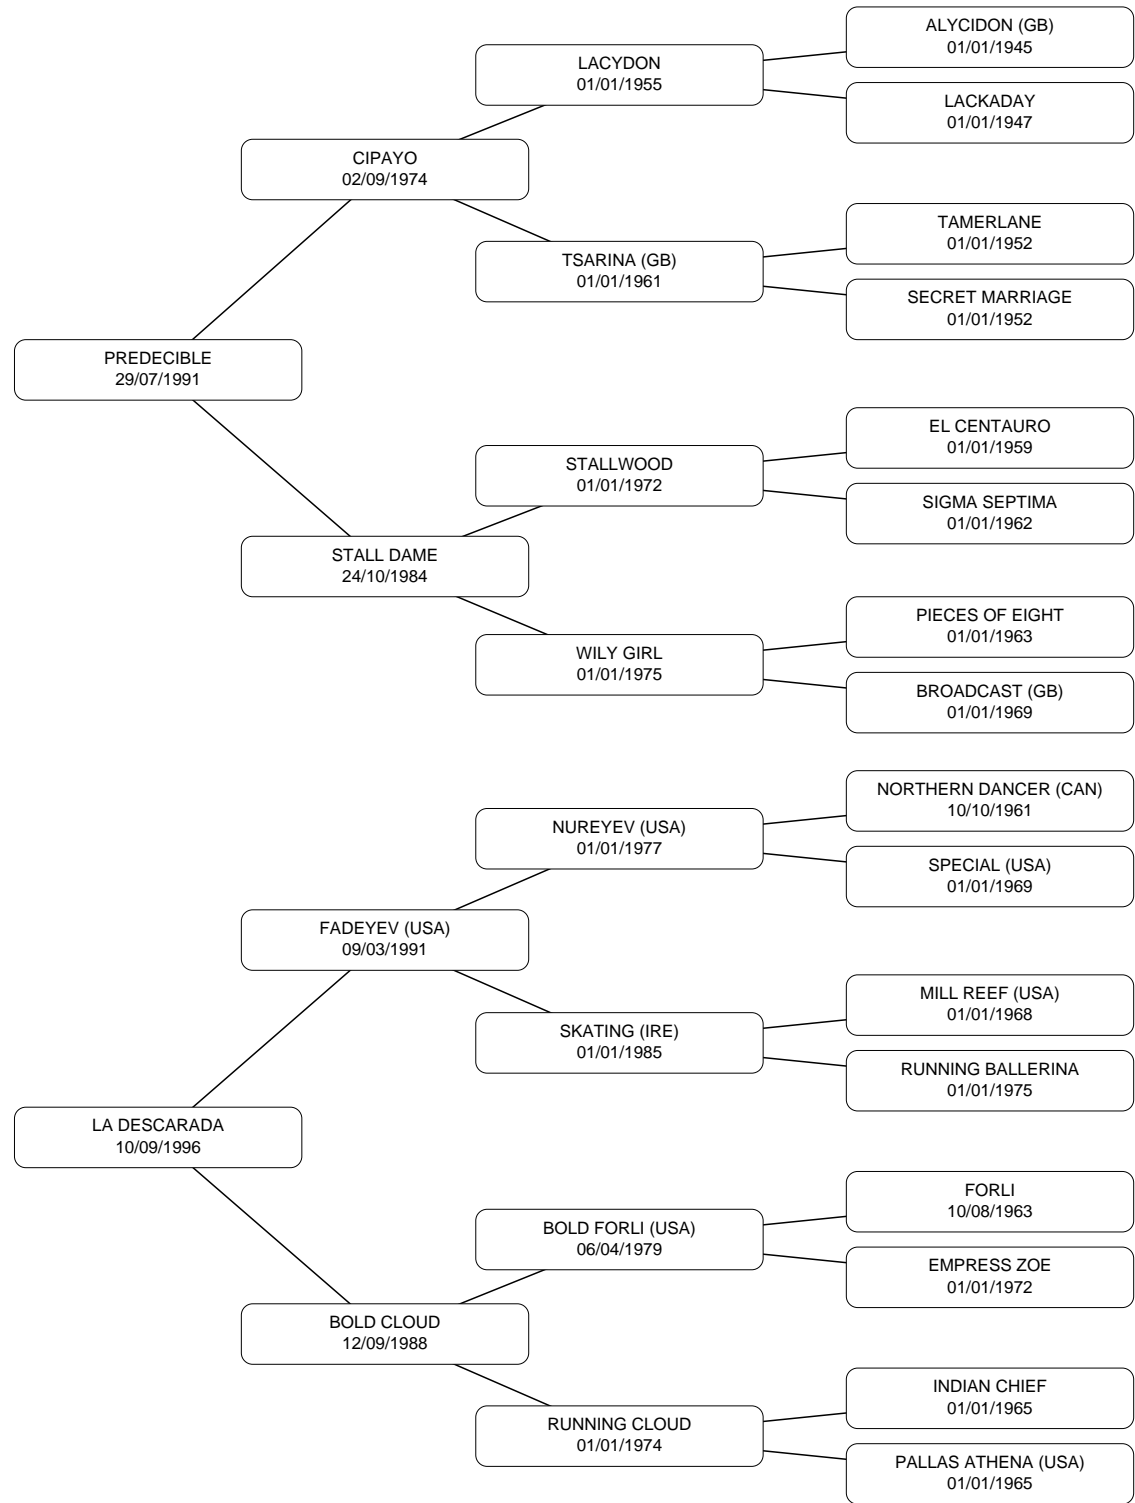 ALYCIDON (GB)
01/01/1945
LACYDON
01/01/1955
LACKADAY
01/01/1947
CIPAYO
02/09/1974
TAMERLANE
01/01/1952
TSARINA (GB)
01/01/1961
SECRET MARRIAGE
01/01/1952
PREDECIBLE
29/07/1991
EL CENTAURO
01/01/1959
STALLWOOD
01/01/1972
SIGMA SEPTIMA
01/01/1962
STALL DAME
24/10/1984
PIECES OF EIGHT
01/01/1963
WILY GIRL
01/01/1975
BROADCAST (GB)
01/01/1969
NORTHERN DANCER (CAN)
10/10/1961
NUREYEV (USA)
01/01/1977
SPECIAL (USA)
01/01/1969
FADEYEV (USA)
09/03/1991
MILL REEF (USA)
01/01/1968
SKATING (IRE)
01/01/1985
RUNNING BALLERINA
01/01/1975
LA DESCARADA
10/09/1996
FORLI
10/08/1963
BOLD FORLI (USA)
06/04/1979
EMPRESS ZOE
01/01/1972
BOLD CLOUD
12/09/1988
INDIAN CHIEF
01/01/1965
RUNNING CLOUD
01/01/1974
PALLAS ATHENA (USA)
01/01/1965